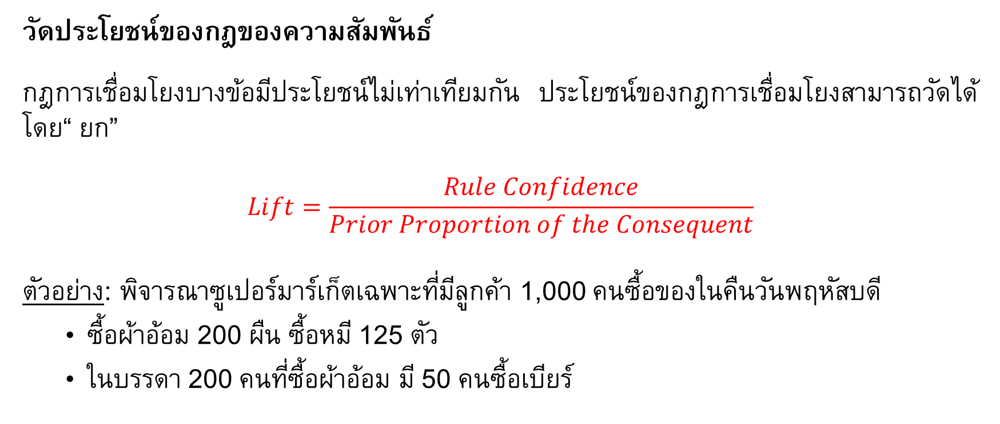 วัดประโยชน์ของกฎของความสัมพันธ์
กฎการเชื่อมโยงบางข้อมีประโยชน์ไม่เท่าเทียมกัน ประโยชน์ของกฎการเชื่อมโยงสามารถวัดได้
โดย“ ยก”
Lift = Rule Confidence / Prior Proportion of the Consequent
ตัวอย่าง: พิจารณาซูเปอร์มาร์เก็ตเฉพาะที่มีลูกค้า 1,000 คนซื้อของในคืนวันพฤหัสบดี
• ซื้อผ้าอ้อม 200 ผืน ซื้อหมี 125 ตัว
• ในบรรดา 200 คนที่ซื้อผ้าอ้อม มี 50 คนซื้อเบียร์